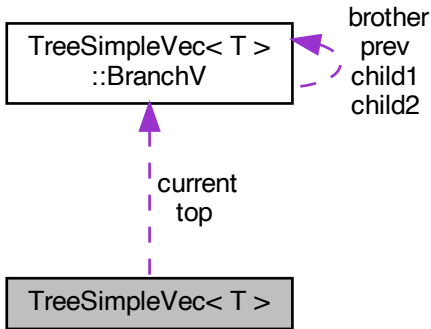 TreeSimpleVec< T >
::BranchV
brother
prev
child1
child2
current
top
TreeSimpleVec< T >